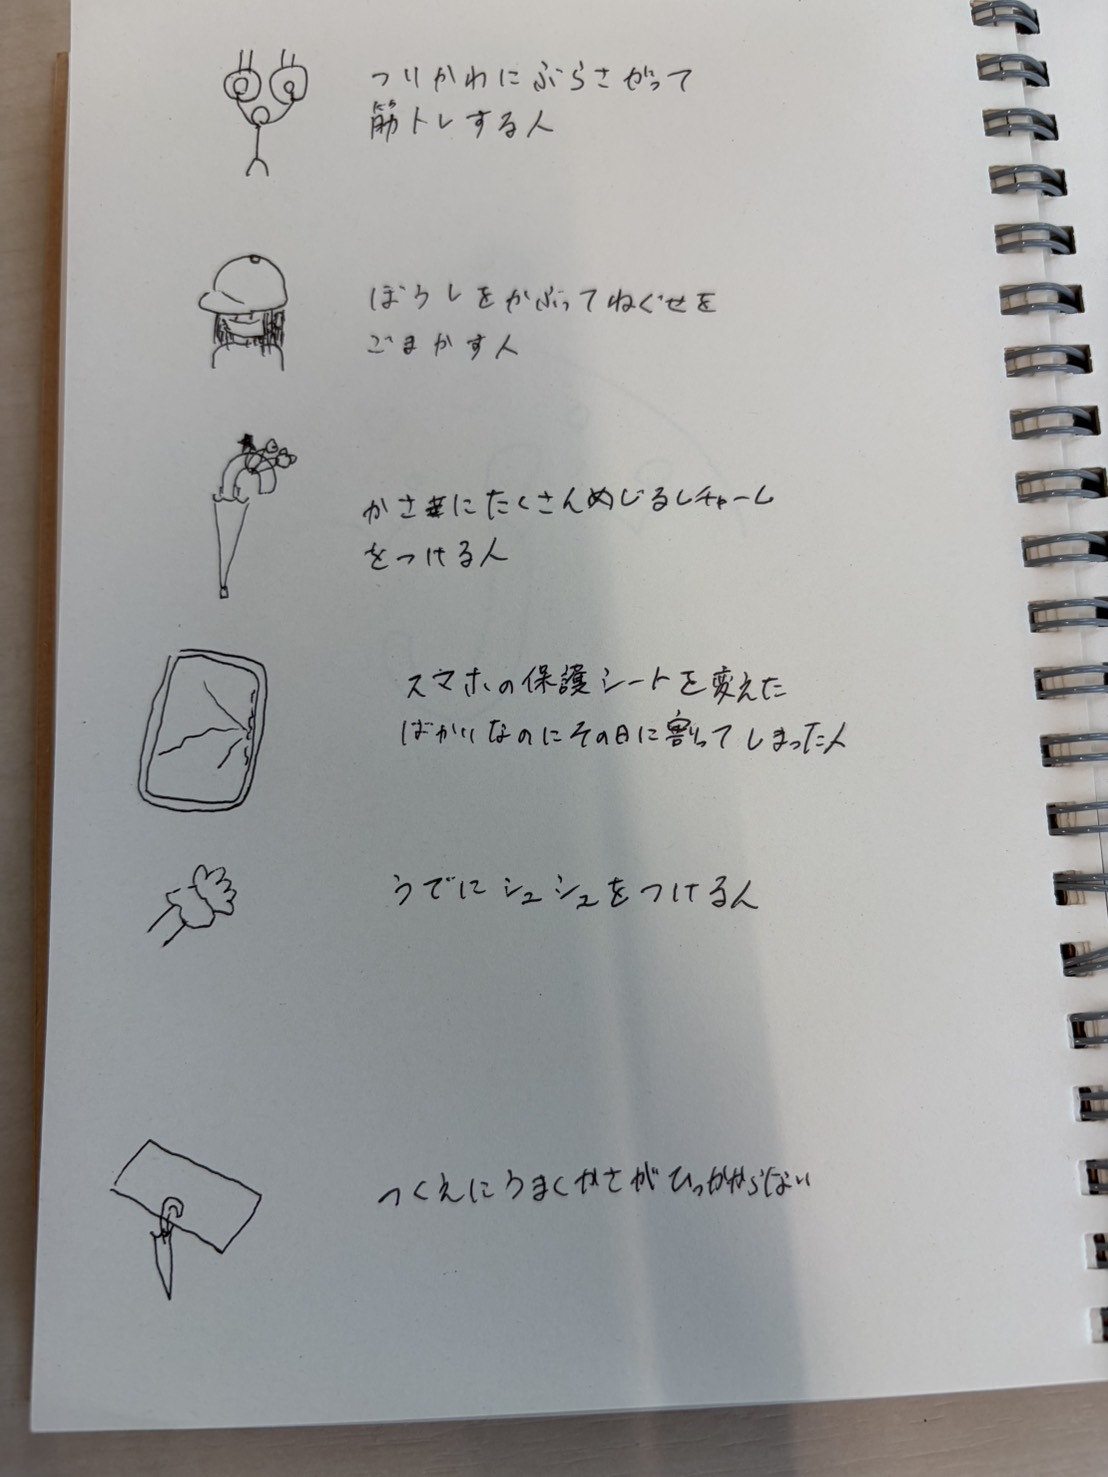 つりかわにぶらさがって
筋トレする人
ぼうしをかぶってねぐせを
ごまかす人
かさにたくさんめじるしチャーム
をつける人
スマホの保護シートを変えた
ばかりなのにその日に割ってしまった人
うでにシュシュをつける人
つくえにうまくかさがひっかからない